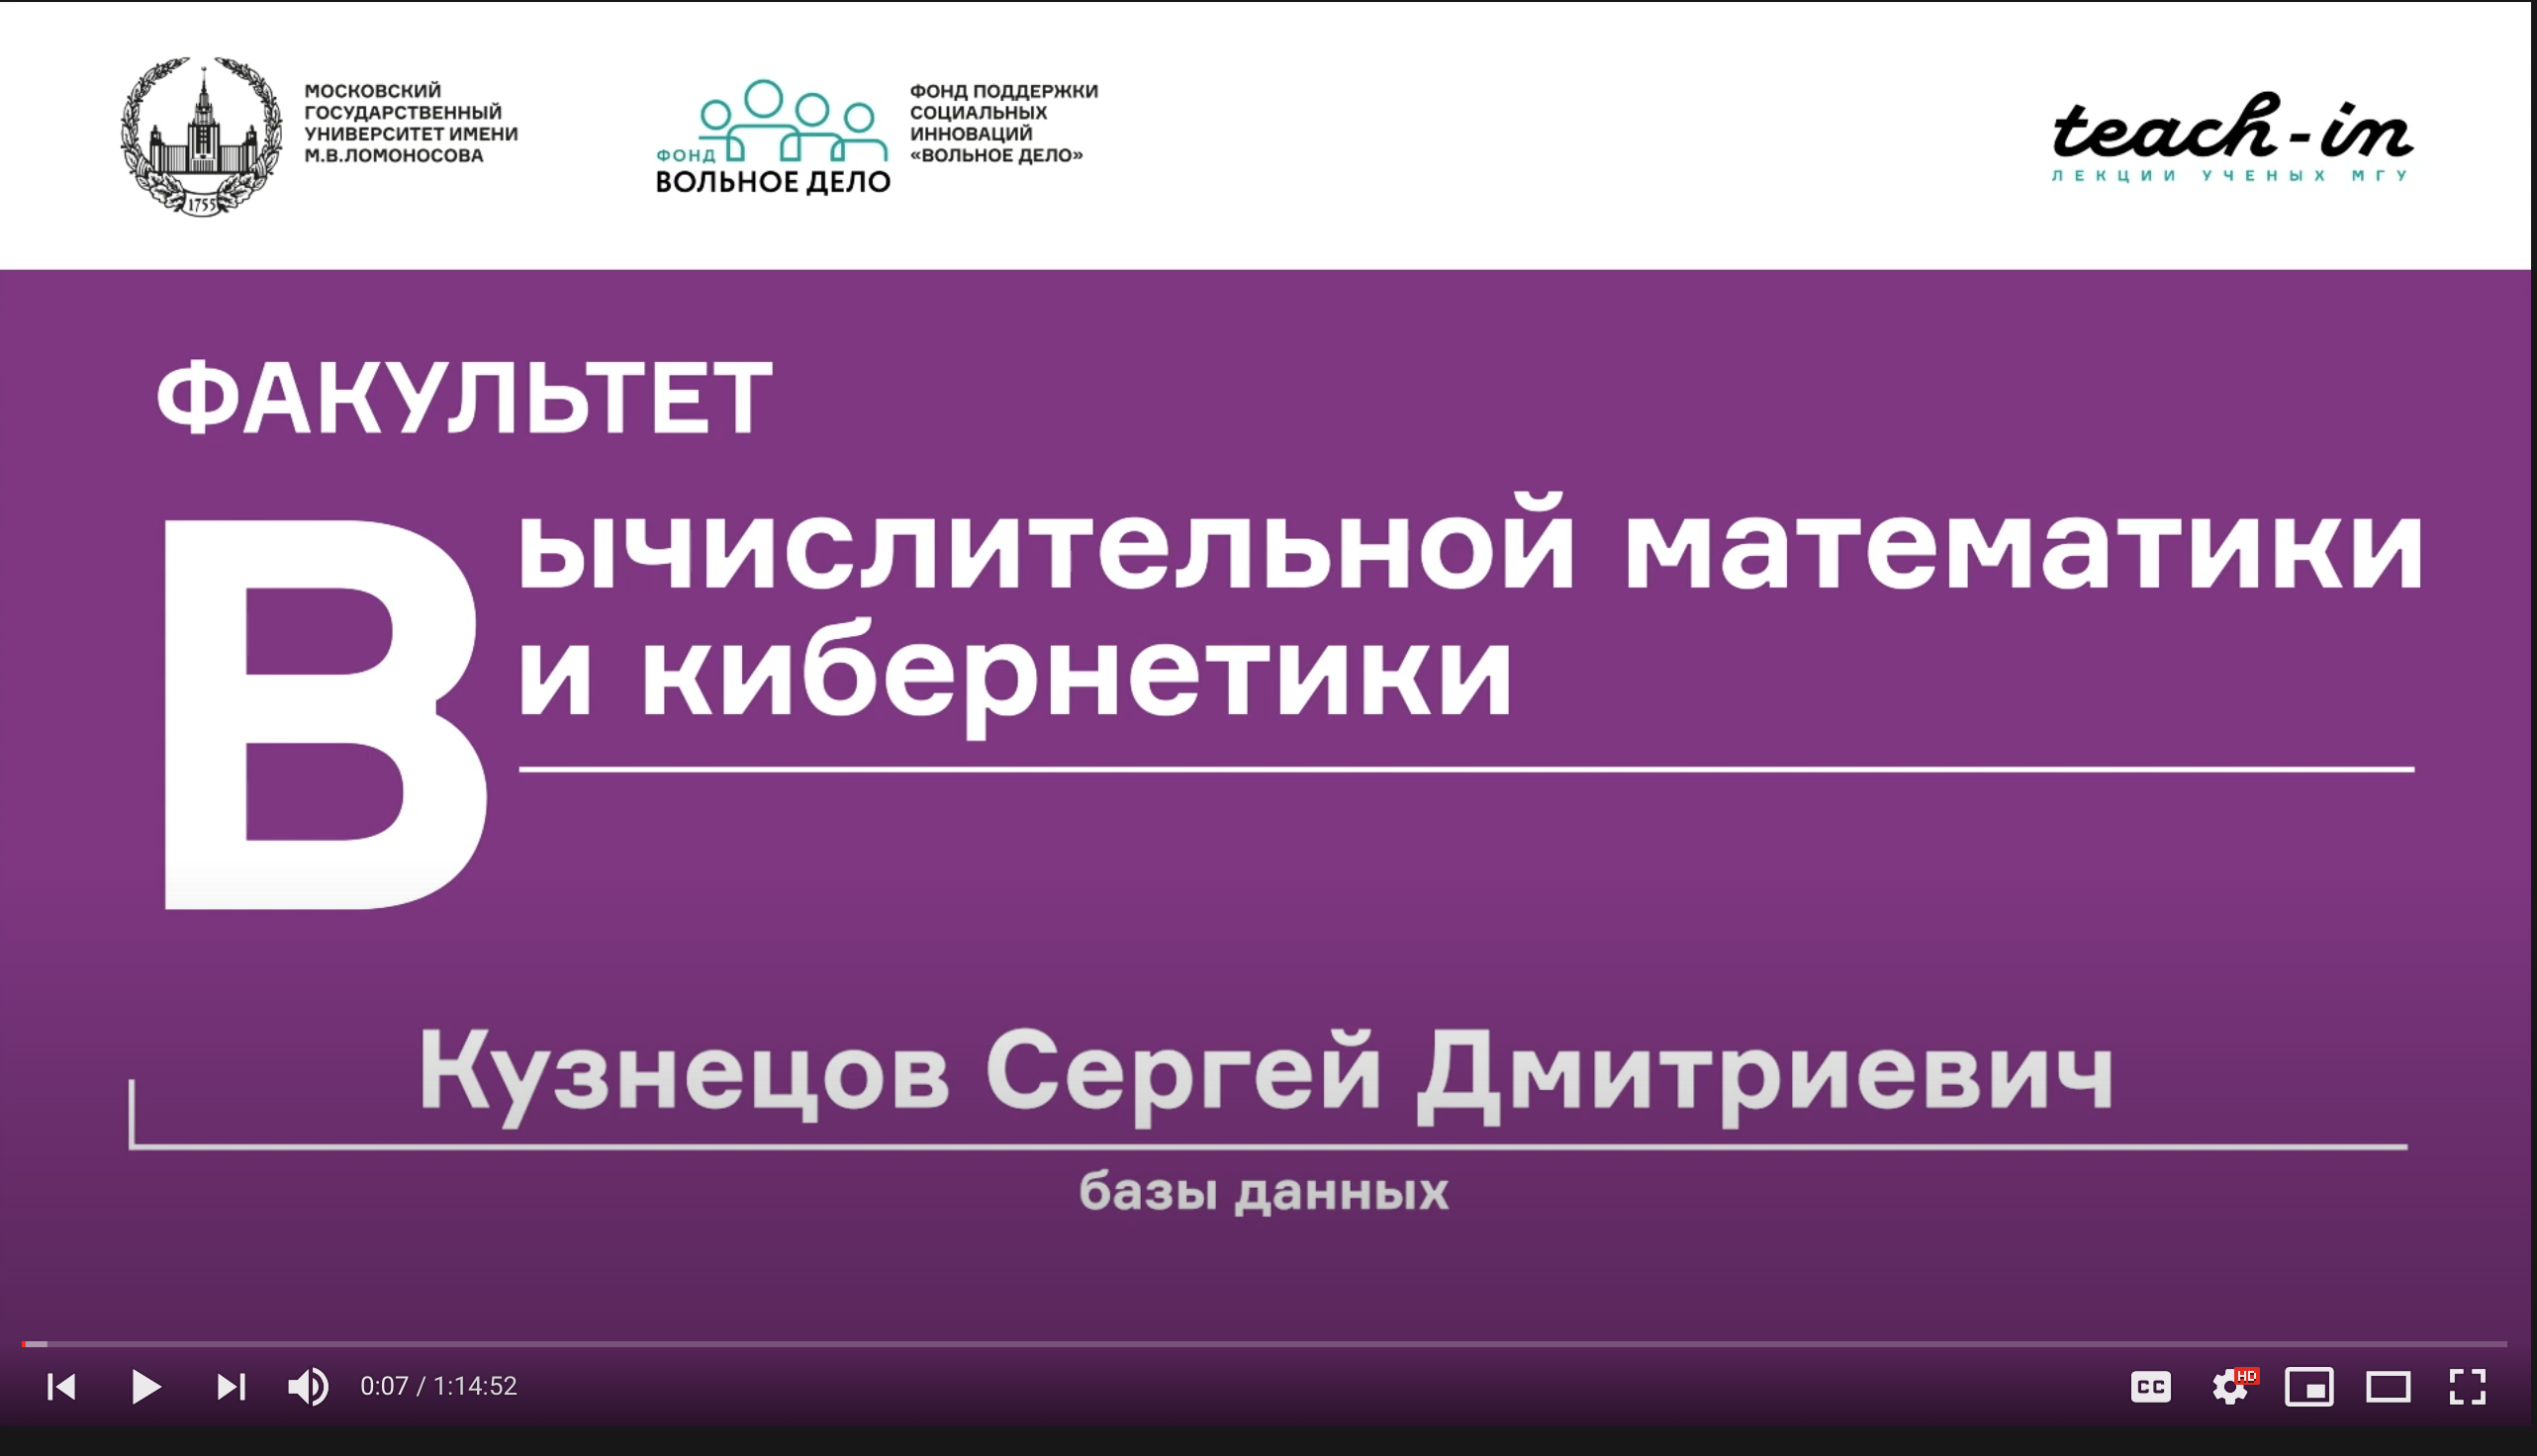 МОСКОВСКИЙ
ГОСУДАРСТВЕННЫЙ
УНИВЕРСИТЕТ ИМЕНИ
М.В.ЛОМОНОСОВА
1755
ФОНД
ВОЛЬНОЕ ДЕЛО
ФОНД ПОДДЕРЖКИ
СОЦИАЛЬНЫХ
ИННОВАЦИЙ
«ВОЛЬНОЕ ДЕЛО»
teach-in
ЛЕКЦИИ УЧЕНЫХ МГУ
ФАКУЛЬТЕТ
Вычислительной математики
и кибернетики
Кузнецов Сергей Дмитриевич
базы данных
0:07 / 1:14:52
CC
HD